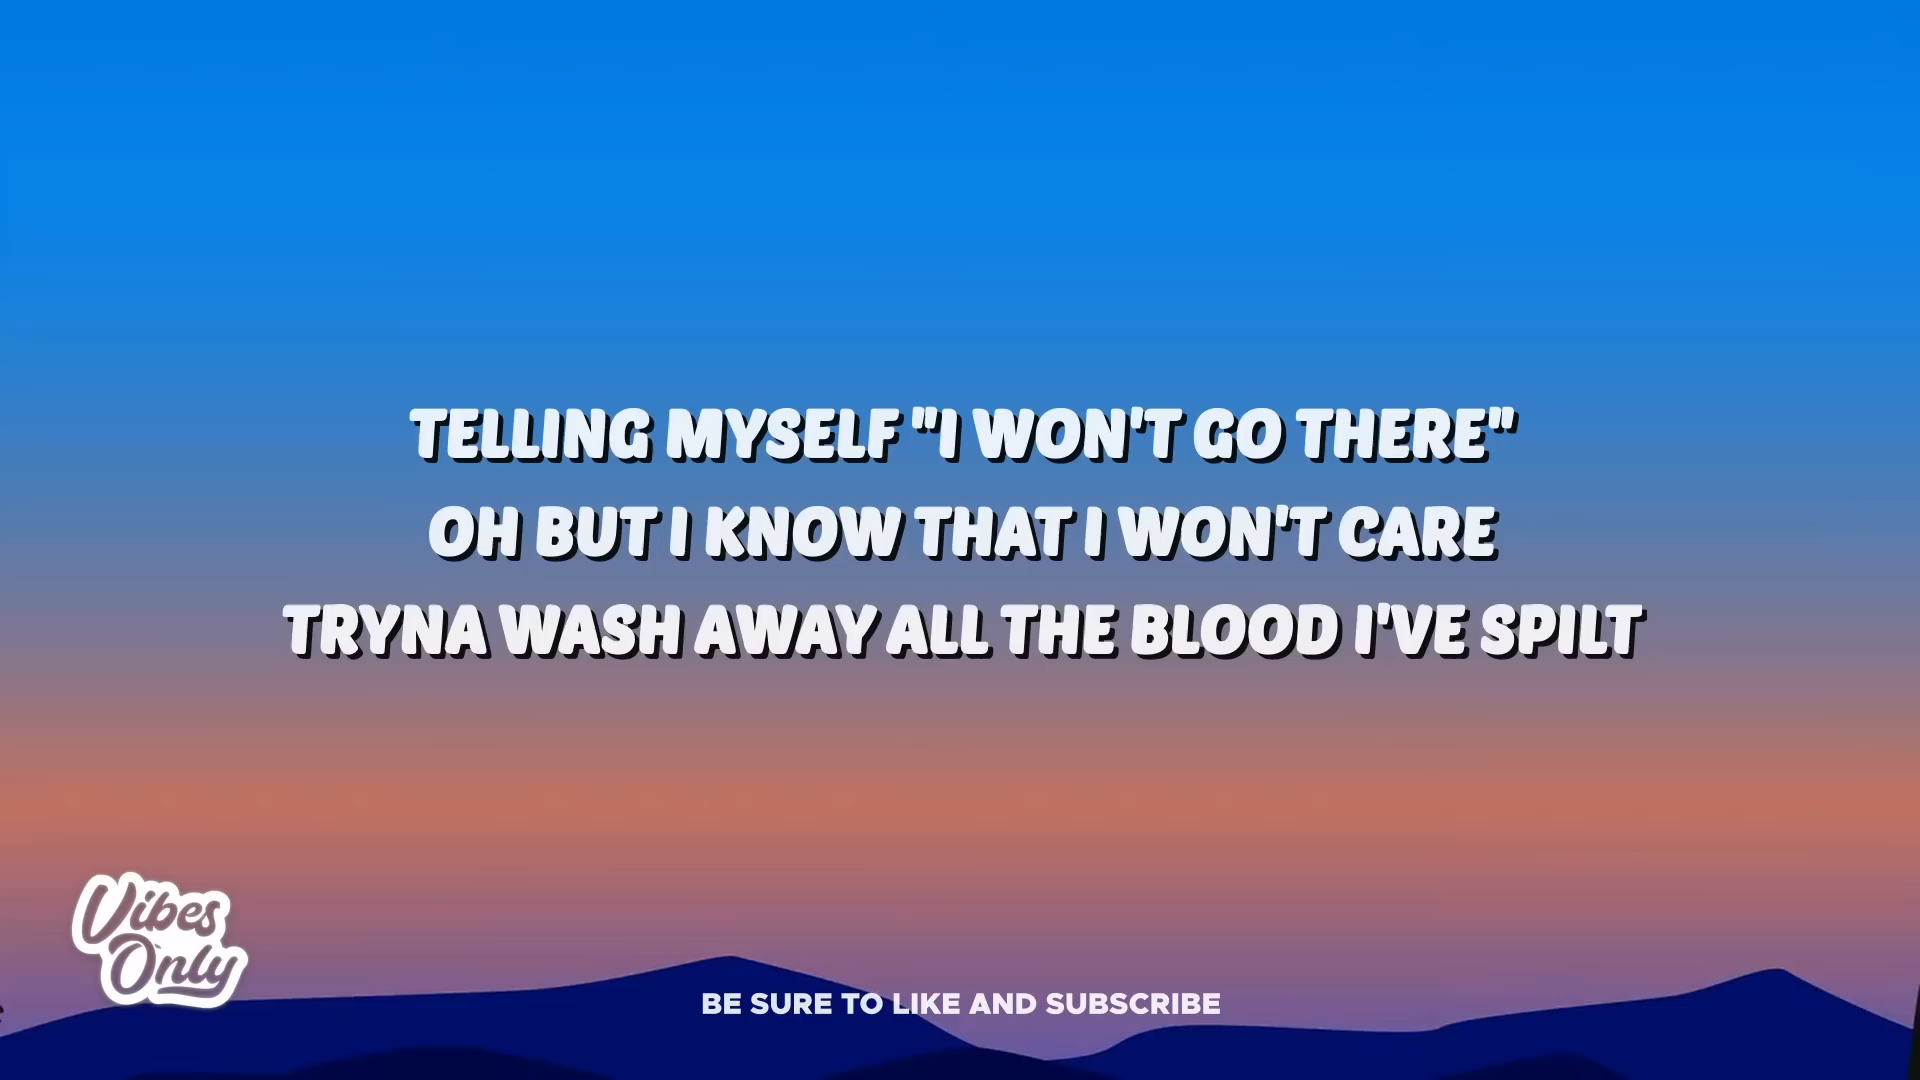 TELLING MYSELF "I WON'T GO THERE"
OH BUT I KNOW THAT I WON'T CARE
TRYNA WASH AWAY ALL THE BLOOD I'VE SPILT
Vibes
Only
BE SURE TO LIKE AND SUBSCRIBE